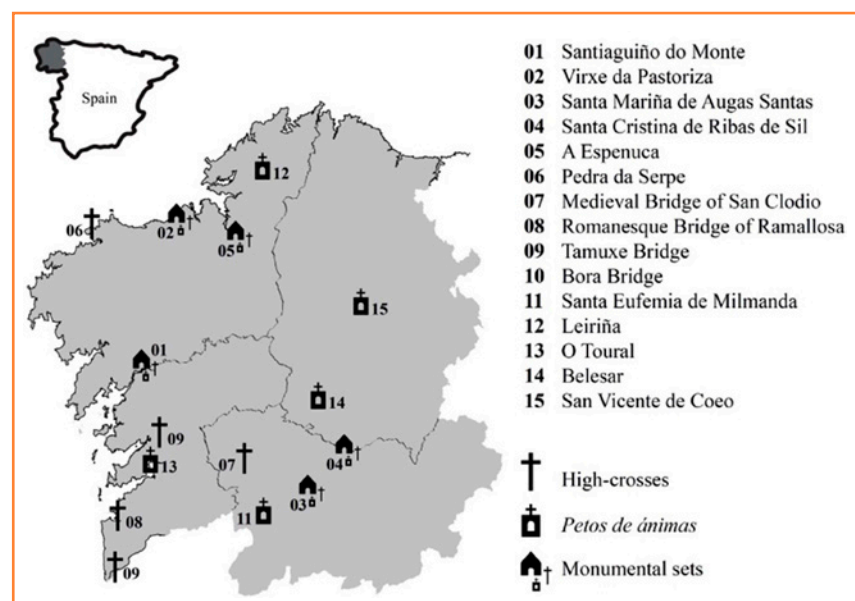 Spain
01 Santiaguiño do Monte
02 Virxe da Pastoriza
03 Santa Mariña de Augas Santas
04 Santa Cristina de Ribas de Sil
05 A Espenuca
06 Pedra da Serpe
07 Medieval Bridge of San Clodio
08 Romanesque Bridge of Ramallosa
09 Tamuxe Bridge
10 Bora Bridge
11 Santa Eufemia de Milmanda
12 Leiriña
13 O Toural
14 Belesar
15 San Vicente de Coeo
High-crosses
Petos de ánimas
Monumental sets
12
06
02
05
15
01
14
09
13
07
04
03
08
11
09